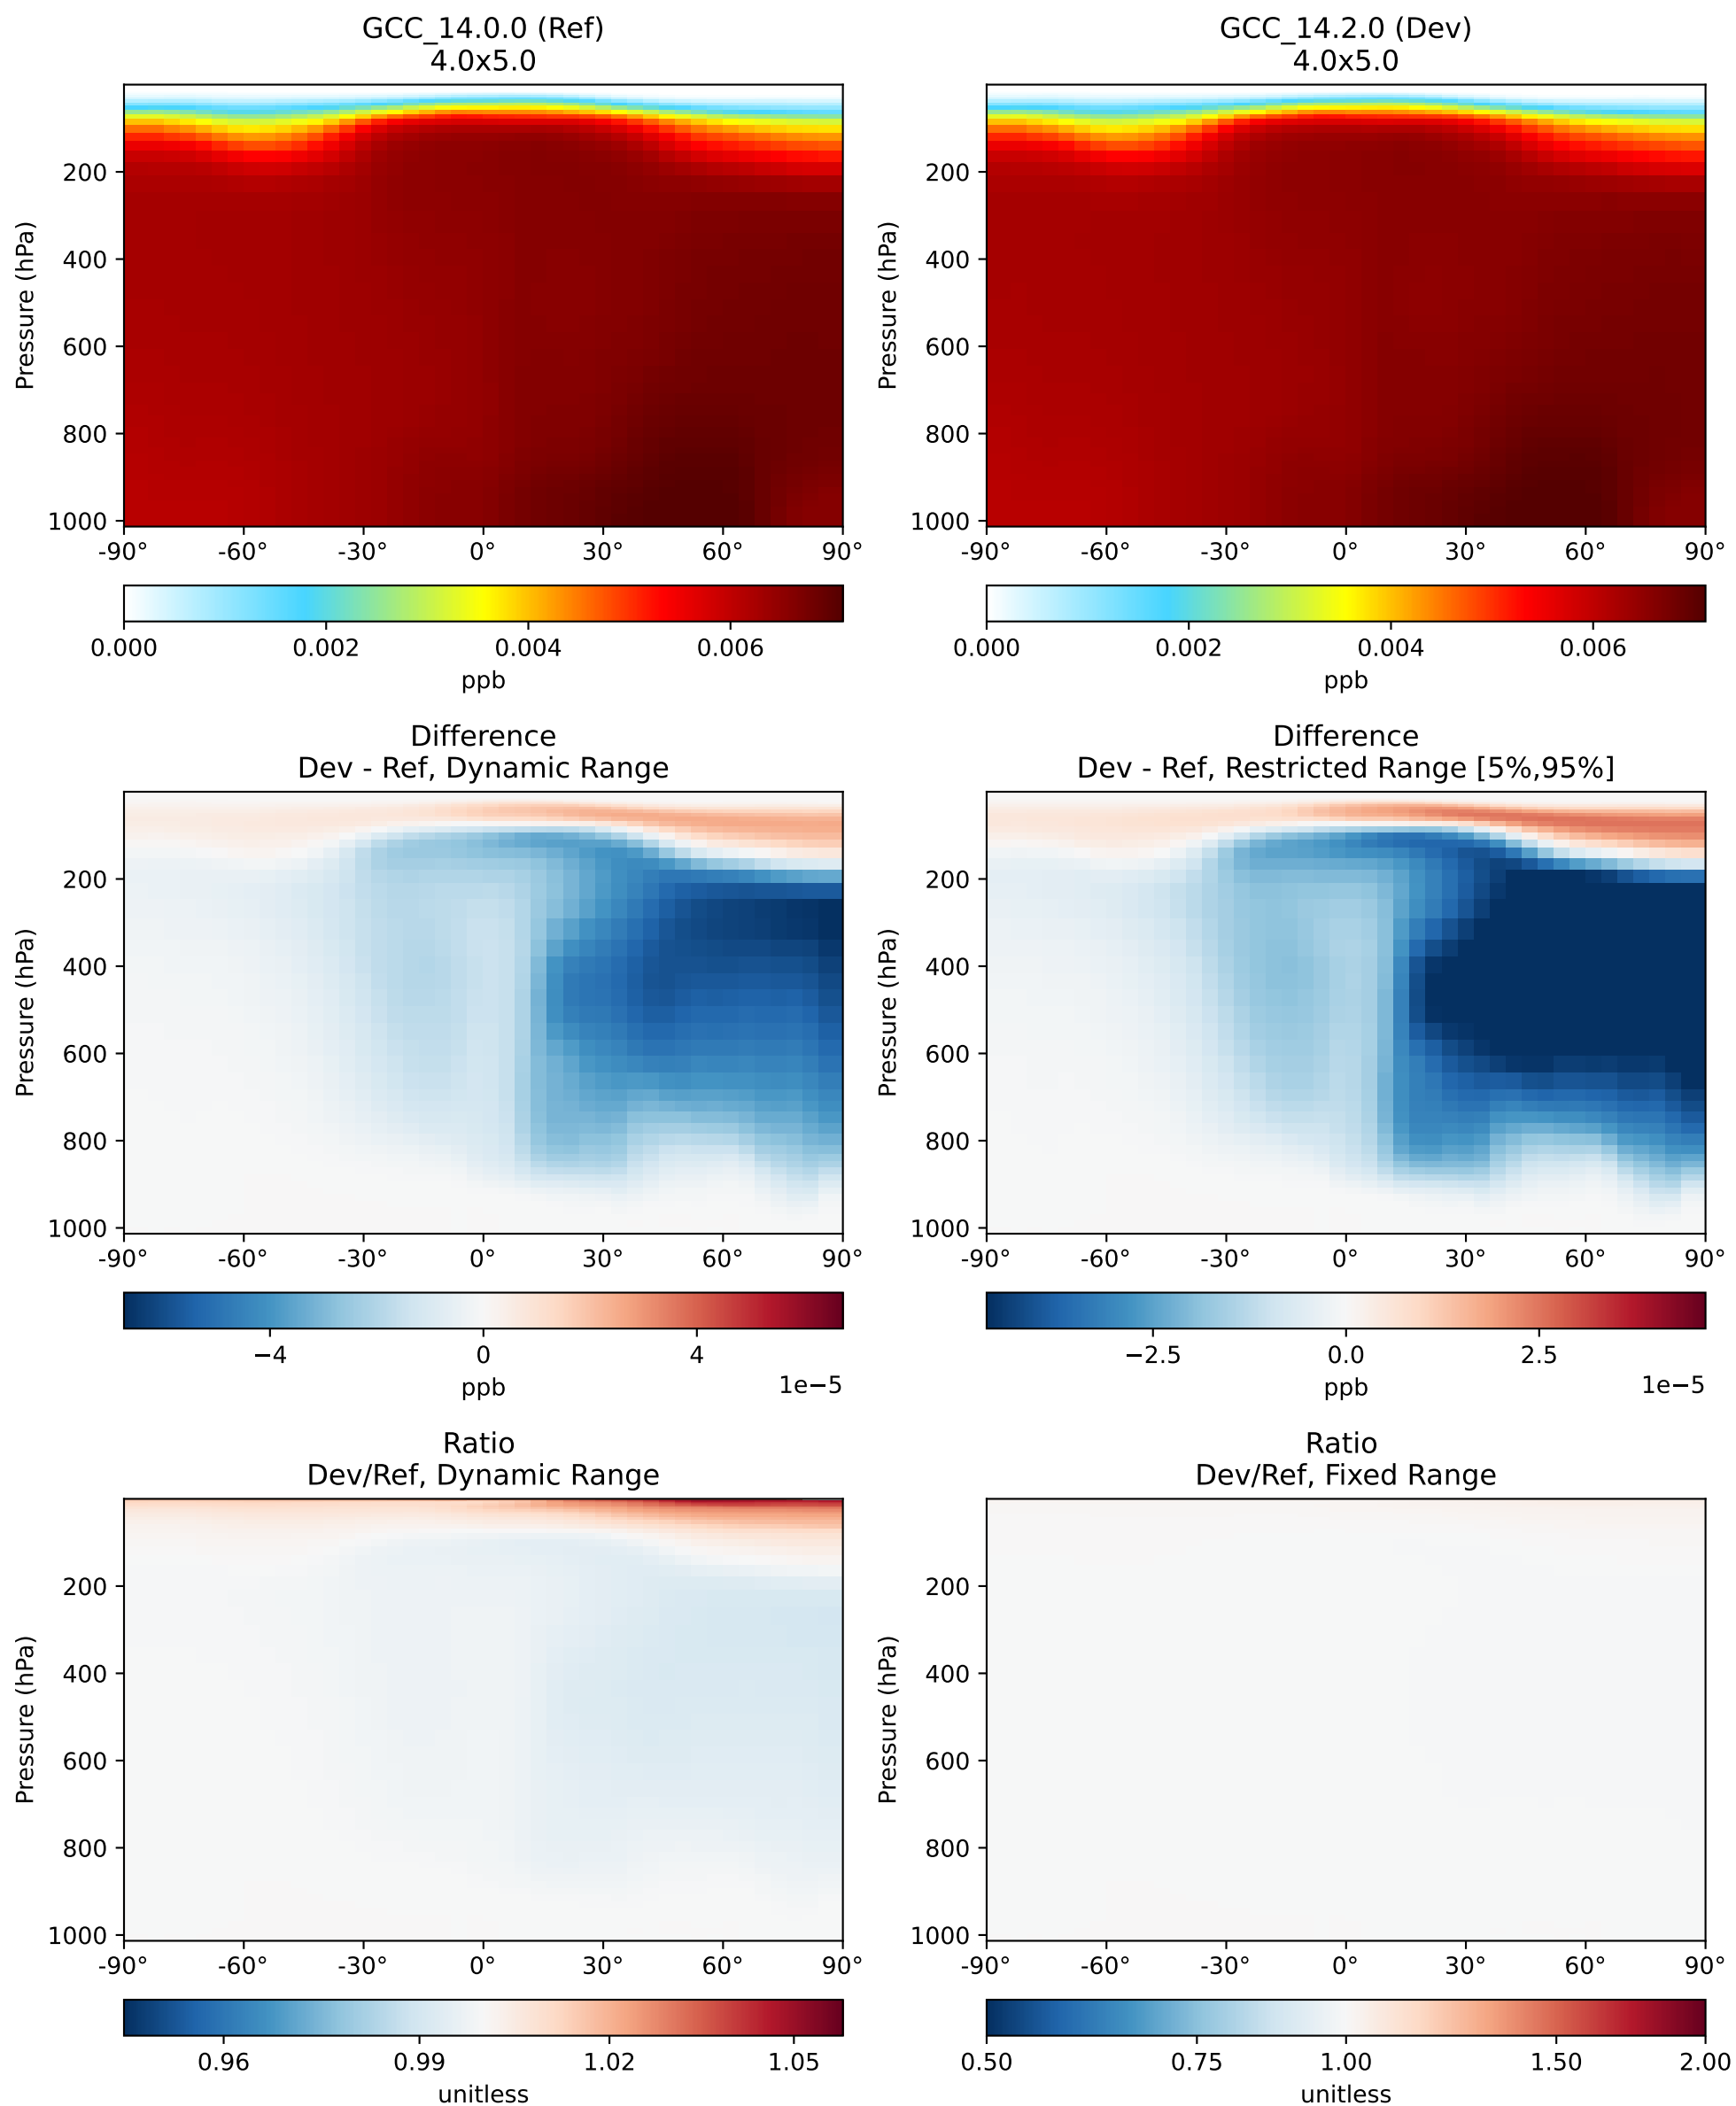 GCC_14.0.0 (Ref)
4.0x5.0
Pressure (hPa)
200
400
600
800
1000
-90° -60° -30° 0° 30° 60° 90°
0.000 0.002 0.004 0.006
ppb
GCC_14.2.0 (Dev)
4.0x5.0
Pressure (hPa)
200
400
600
800
1000
-90° -60° -30° 0° 30° 60° 90°
0.000 0.002 0.004 0.006
ppb
Difference
Dev - Ref, Dynamic Range
Pressure (hPa)
200
400
600
800
1000
-90° -60° -30° 0° 30° 60° 90°
−4 0 4
ppb
1e−5
Difference
Dev - Ref, Restricted Range [5%,95%]
Pressure (hPa)
200
400
600
800
1000
-90° -60° -30° 0° 30° 60° 90°
−2.5 0.0 2.5
ppb
1e−5
Ratio
Dev/Ref, Dynamic Range
Pressure (hPa)
200
400
600
800
1000
-90° -60° -30° 0° 30° 60° 90°
0.96 0.99 1.02 1.05
unitless
Ratio
Dev/Ref, Fixed Range
Pressure (hPa)
200
400
600
800
1000
-90° -60° -30° 0° 30° 60° 90°
0.50 0.75 1.00 1.50 2.00
unitless